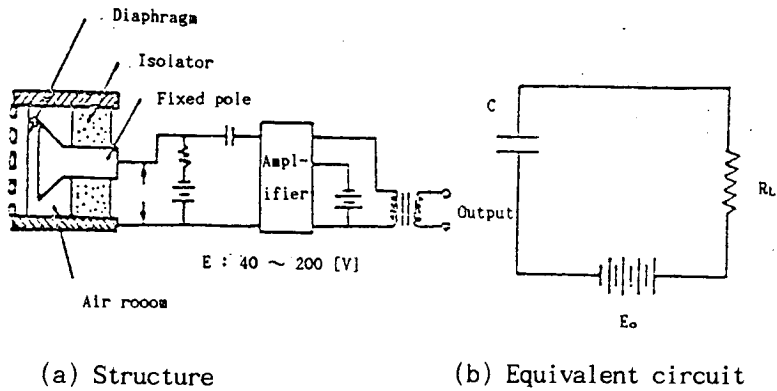 Diaphragm
Isolator
Fixed pole
Ampl-
ifier
Output
E : 40 ～ 200 [V]
Air rooom
(a) Structure
C
RL
Eo
(b) Equivalent circuit